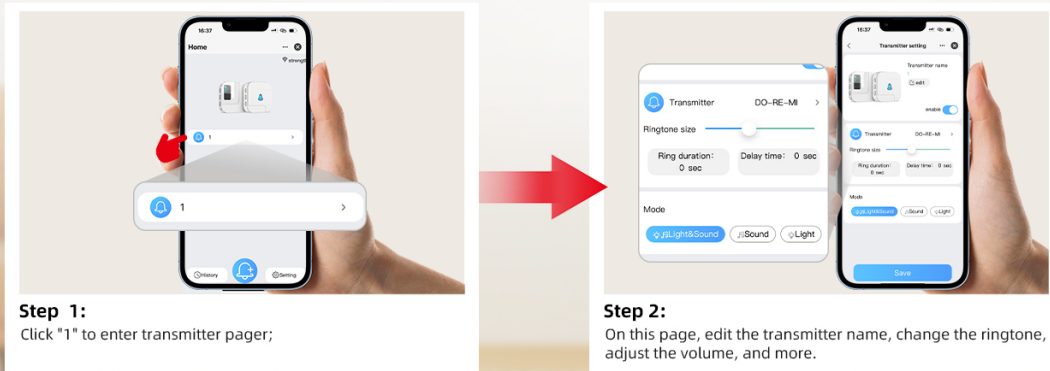 16:37
Home
strength
1
1
History
Setting
Step 1:
Click "1" to enter transmitter pager;
Transmitter DO-RE-MI
Ringtone size
Ring duration: 0 sec
Delay time: 0 sec
Mode
Light&Sound
Sound
Light
16:37
Transmitter setting
Transmitter name
edit
enable
Transmitter DO-RE-MI
Ringtone size
Ring duration: 0 sec
Delay time: 0 sec
Mode
Light&Sound
Sound
Light
Save
Step 2:
On this page, edit the transmitter name, change the ringtone,
adjust the volume, and more.